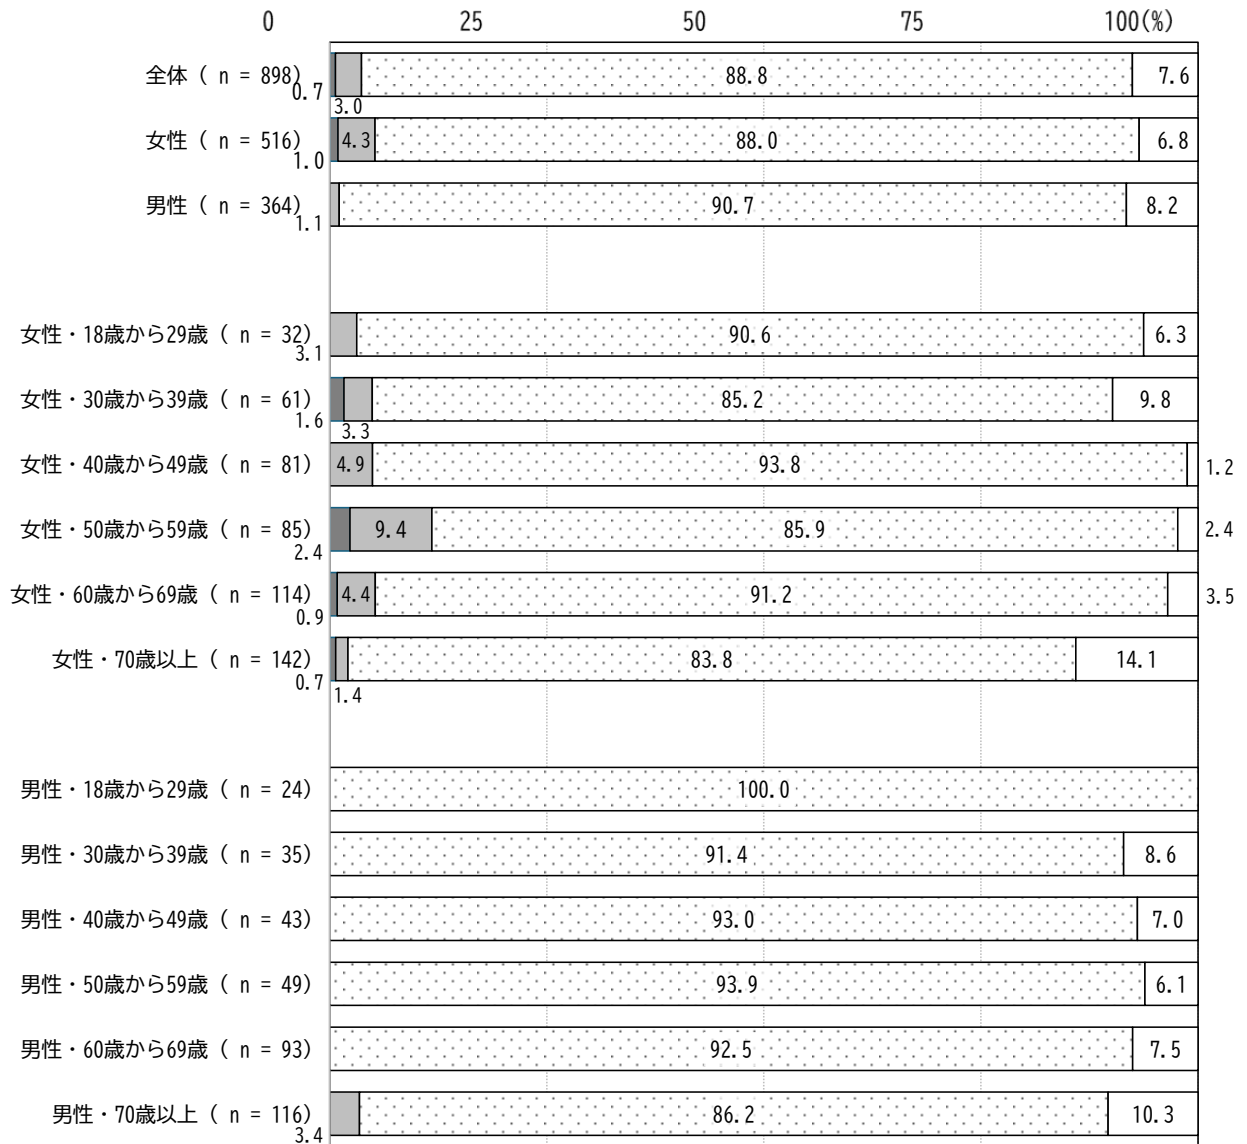 0 25 50 75 100(%)
全体 ( n = 898) 88.8 7.6
0.7
3.0
女性 ( n = 516) 4.3 88.0 6.8
1.0
男性 ( n = 364) 90.7 8.2
1.1
女性・18歳から29歳 ( n = 32) 90.6 6.3
3.1
女性・30歳から39歳 ( n = 61) 85.2 9.8
1.6
3.3
女性・40歳から49歳 ( n = 81) 4.9 93.8 1.2
女性・50歳から59歳 ( n = 85) 9.4 85.9 2.4
2.4
女性・60歳から69歳 ( n = 114) 4.4 91.2 3.5
0.9
女性・70歳以上 ( n = 142) 83.8 14.1
0.7
1.4
男性・18歳から29歳 ( n = 24) 100.0
男性・30歳から39歳 ( n = 35) 91.4 8.6
男性・40歳から49歳 ( n = 43) 93.0 7.0
男性・50歳から59歳 ( n = 49) 93.9 6.1
男性・60歳から69歳 ( n = 93) 92.5 7.5
男性・70歳以上 ( n = 116) 86.2 10.3
3.4